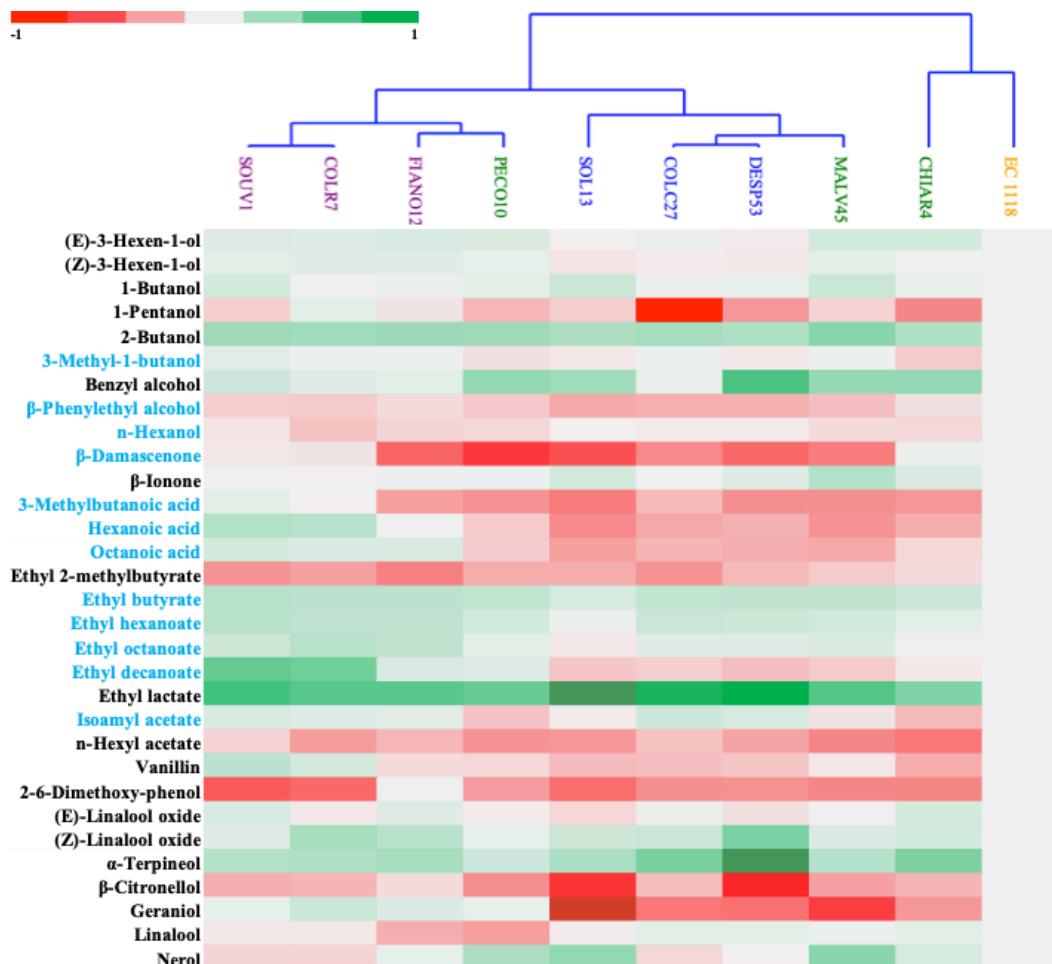 -1 1
SOUV1 COLR7 FIANO12 PECO10 SOL13 COLC27 DESP53 MALV45 CHIAR4 EC 1118
(E)-3-Hexen-1-ol
(Z)-3-Hexen-1-ol
1-Butanol
1-Pentanol
2-Butanol
3-Methyl-1-butanol
Benzyl alcohol
β-Phenylethyl alcohol
n-Hexanol
β-Damascenone
β-Ionone
3-Methylbutanoic acid
Hexanoic acid
Octanoic acid
Ethyl 2-methylbutyrate
Ethyl butyrate
Ethyl hexanoate
Ethyl octanoate
Ethyl decanoate
Ethyl lactate
Isoamyl acetate
n-Hexyl acetate
Vanillin
2-6-Dimethoxy-phenol
(E)-Linalool oxide
(Z)-Linalool oxide
α-Terpineol
β-Citronellol
Geraniol
Linalool
Nerol